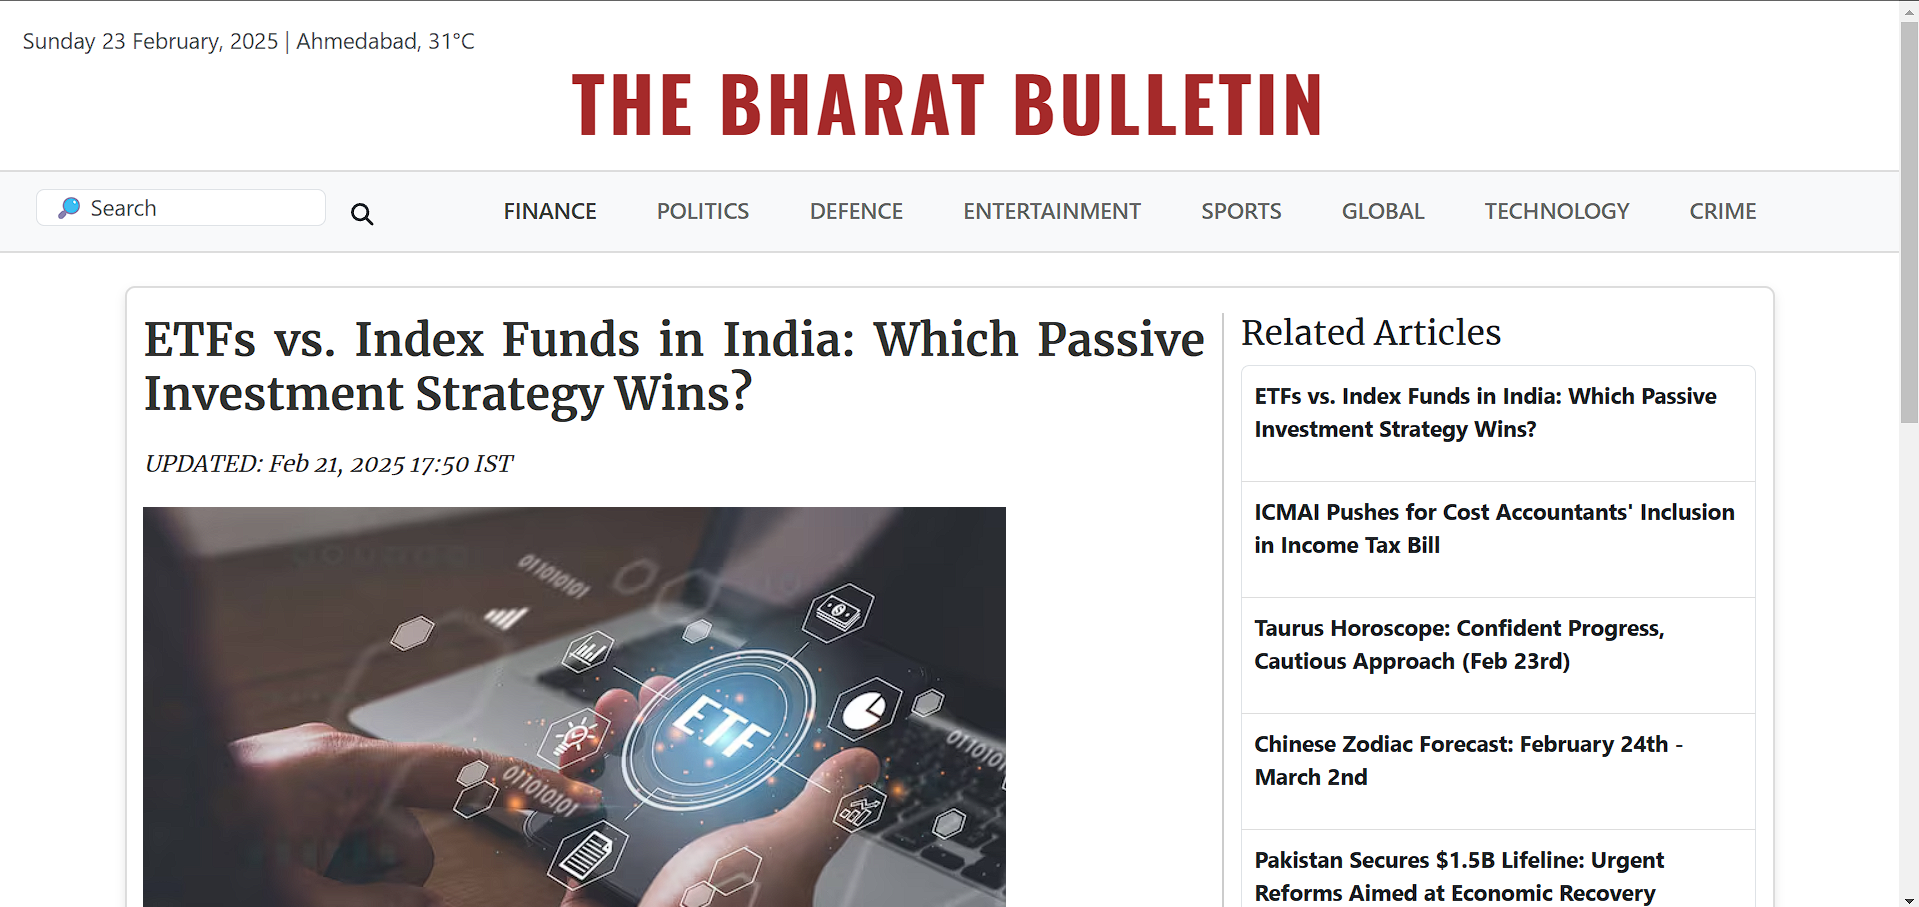 Sunday 23 February, 2025 | Ahmedabad, 31°C
THE BHARAT BULLETIN
Search
FINANCE
POLITICS
DEFENCE
ENTERTAINMENT
SPORTS
GLOBAL
TECHNOLOGY
CRIME
ETFs vs. Index Funds in India: Which Passive
Investment Strategy Wins?
UPDATED: Feb 21, 2025 17:50 IST
011010101
ETF
011010101
011010101
Related Articles
ETFs vs. Index Funds in India: Which Passive
Investment Strategy Wins?
ICMAI Pushes for Cost Accountants' Inclusion
in Income Tax Bill
Taurus Horoscope: Confident Progress,
Cautious Approach (Feb 23rd)
Chinese Zodiac Forecast: February 24th -
March 2nd
Pakistan Secures $1.5B Lifeline: Urgent
Reforms Aimed at Economic Recovery